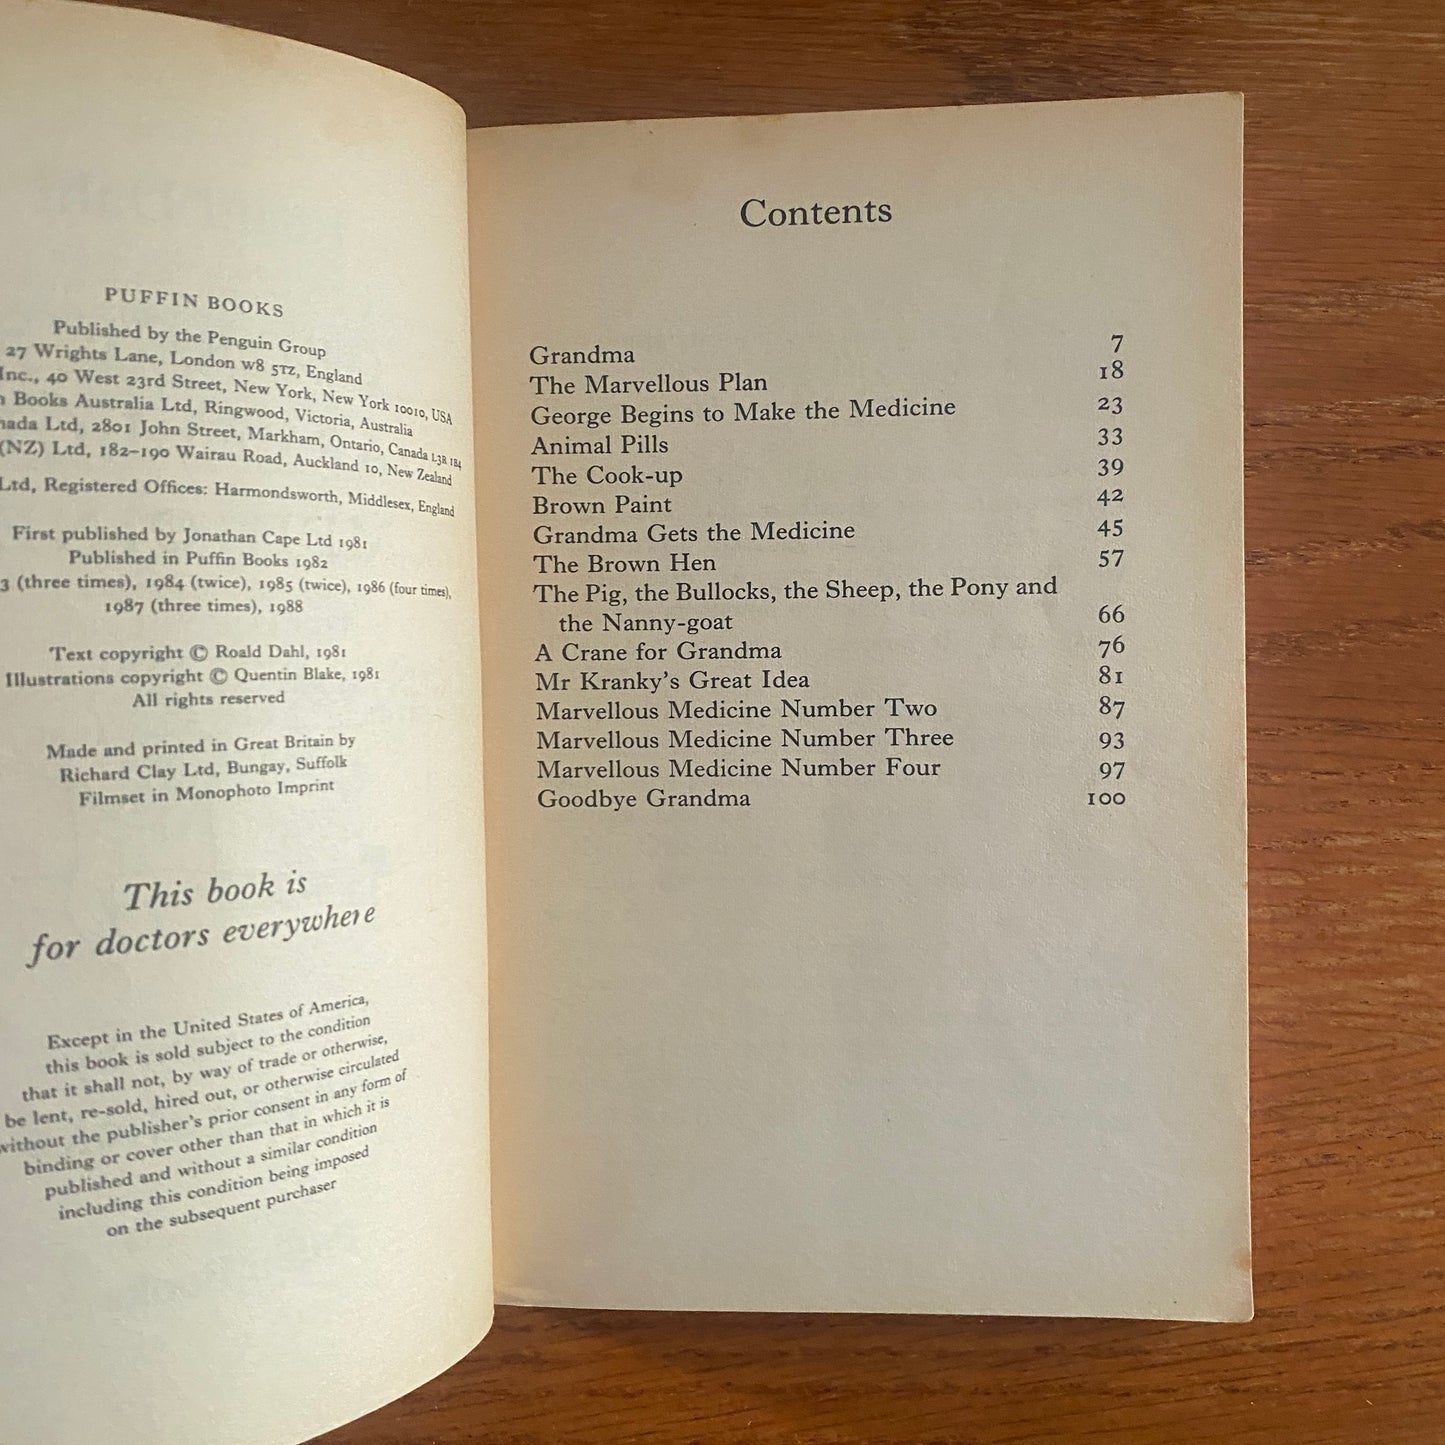 PUFFIN BOOKS
Published by the Penguin Group
27 Wrights Lane, London W8 5TZ, England
Inc., 40 West 23rd Street, New York, New York 10010, USA
Books Australia Ltd, Ringwood, Victoria, Australia
Ltd, 2801 John Street, Markham, Ontario, Canada L3R 1B4
(NZ) Ltd, 182–190 Wairau Road, Auckland 10, New Zealand
Ltd, Registered Offices: Harmondsworth, Middlesex, England
First published by Jonathan Cape Ltd 1981
Published in Puffin Books 1982
3 (three times), 1984 (twice), 1985 (twice), 1986 (four times),
1987 (three times), 1988
Text copyright © Roald Dahl, 1981
Illustrations copyright © Quentin Blake, 1981
All rights reserved
Made and printed in Great Britain by
Richard Clay Ltd, Bungay, Suffolk
Filmset in Monophoto Imprint
This book is
for doctors everywhere
Except in the United States of America,
this book is sold subject to the condition
that it shall not, by way of trade or otherwise,
be lent, re-sold, hired out, or otherwise circulated
without the publisher's prior consent in any form of
binding or cover other than that in which it is
published and without a similar condition
including this condition being imposed
on the subsequent purchaser
Contents
Grandma 7
The Marvellous Plan 18
George Begins to Make the Medicine 23
Animal Pills 33
The Cook-up 39
Brown Paint 42
Grandma Gets the Medicine 45
The Brown Hen 57
The Pig, the Bullocks, the Sheep, the Pony and
the Nanny-goat 66
A Crane for Grandma 76
Mr Kranky's Great Idea 81
Marvellous Medicine Number Two 87
Marvellous Medicine Number Three 93
Marvellous Medicine Number Four 97
Goodbye Grandma 100